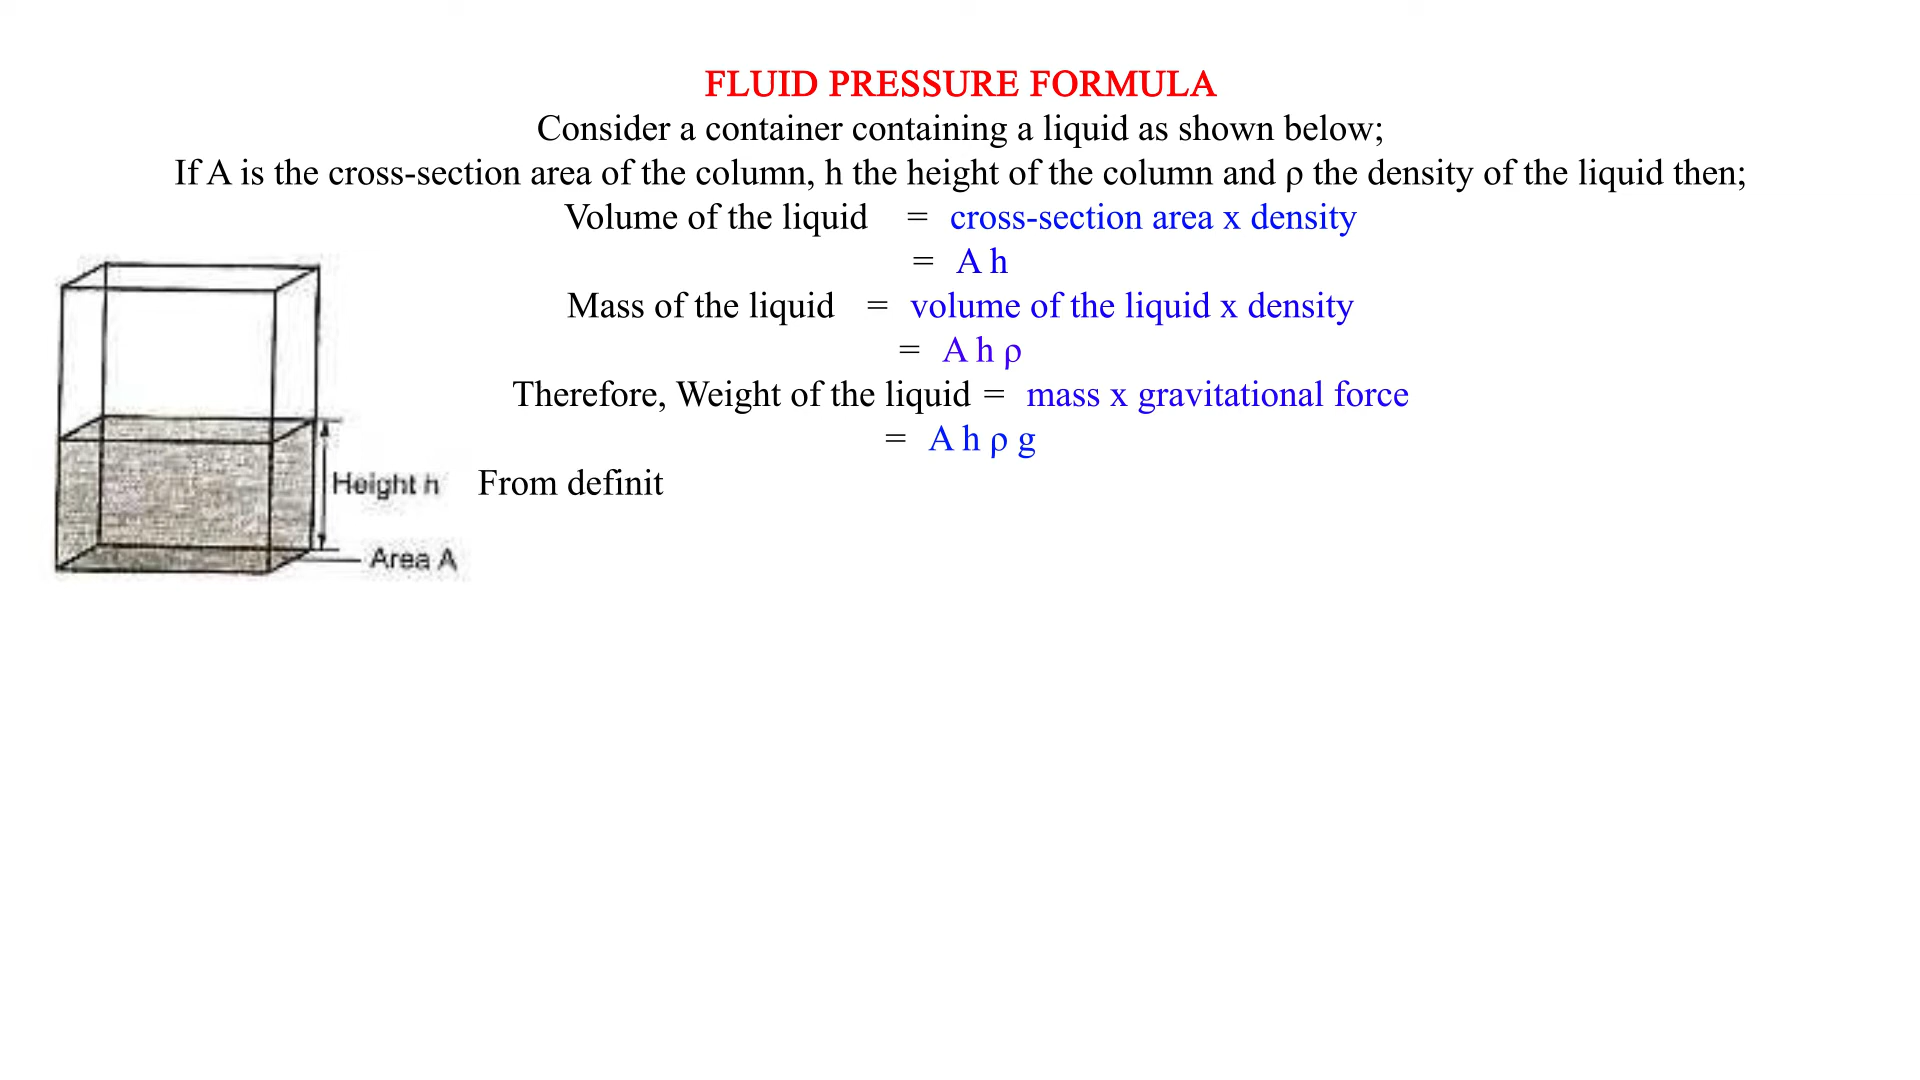 FLUID PRESSURE FORMULA
Consider a container containing a liquid as shown below;
If A is the cross-section area of the column, h the height of the column and ρ the density of the liquid then;
Volume of the liquid = cross-section area x density
= A h
Mass of the liquid = volume of the liquid x density
= A h ρ
Therefore, Weight of the liquid = mass x gravitational force
= A h ρ g
Height h
From definit
Area A